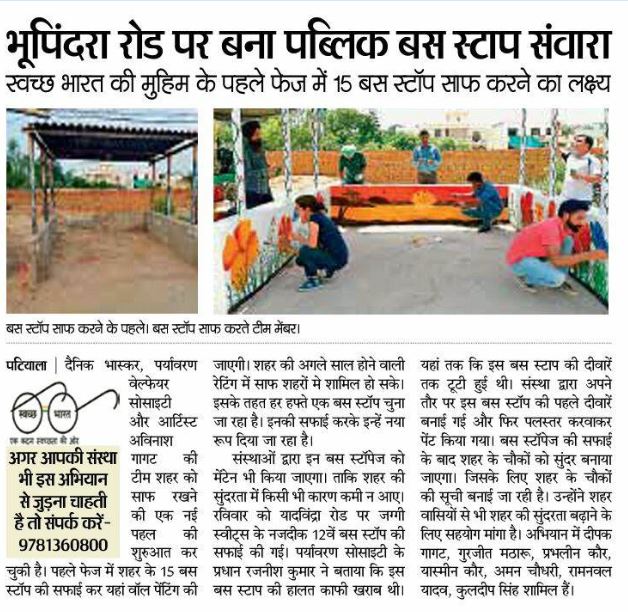 भूपिंदरा रोड पर बना पब्लिक बस स्टाप संवारा
स्वच्छ भारत की मुहिम के पहले फेज में 15 बस स्टॉप साफ करने का लक्ष्य
बस स्टॉप साफ करने के पहले। बस स्टॉप साफ करते टीम मेंबर।
पटियाला | दैनिक भास्कर, पर्यावरण
वेल्फेयर
सोसाइटी
और आर्टिस्ट
अविनाश
गागट की
टीम शहर को
साफ रखने
की एक नई
पहल की
शुरुआत कर
चुकी है। पहले फेज में शहर के 15 बस
स्टॉप की सफाई कर यहां वॉल पेंटिंग की
स्वच्छ भारत
एक कदम स्वच्छता की ओर
अगर आपकी संस्था
भी इस अभियान
से जुड़ना चाहती
है तो संपर्क करें-
9781360800
जाएगी। शहर की अगले साल होने वाली
रेटिंग में साफ शहरों मे शामिल हो सके।
इसके तहत हर हफ्ते एक बस स्टॉप चुना
जा रहा है। इनकी सफाई करके इन्हें नया
रूप दिया जा रहा है।
संस्थाओं द्वारा इन बस स्टॉपेज को
मेंटेन भी किया जाएगा। ताकि शहर की
सुंदरता में किसी भी कारण कमी न आए।
रविवार को यादविंद्रा रोड पर जग्गी
स्वीट्स के नजदीक 12वें बस स्टॉप की
सफाई की गई। पर्यावरण सोसाइटी के
प्रधान रजनीश कुमार ने बताया कि इस
बस स्टाप की हालत काफी खराब थी।
यहां तक कि इस बस स्टाप की दीवारें
तक टूटी हुई थी। संस्था द्वारा अपने
तौर पर इस बस स्टॉप की पहले दीवारें
बनाई गई और फिर पलस्तर करवाकर
पेंट किया गया। बस स्टॉपेज की सफाई
के बाद शहर के चौकों को सुंदर बनाया
जाएगा। जिसके लिए शहर के चौकों
की सूची बनाई जा रही है। उन्होंने शहर
वासियों से भी शहर की सुंदरता बढ़ाने के
लिए सहयोग मांगा है। अभियान में दीपक
गागट, गुरजीत मठारू, प्रभलीन कौर,
यास्मीन कौर, अमन चौधरी, रामनवल
यादव, कुलदीप सिंह शामिल हैं।